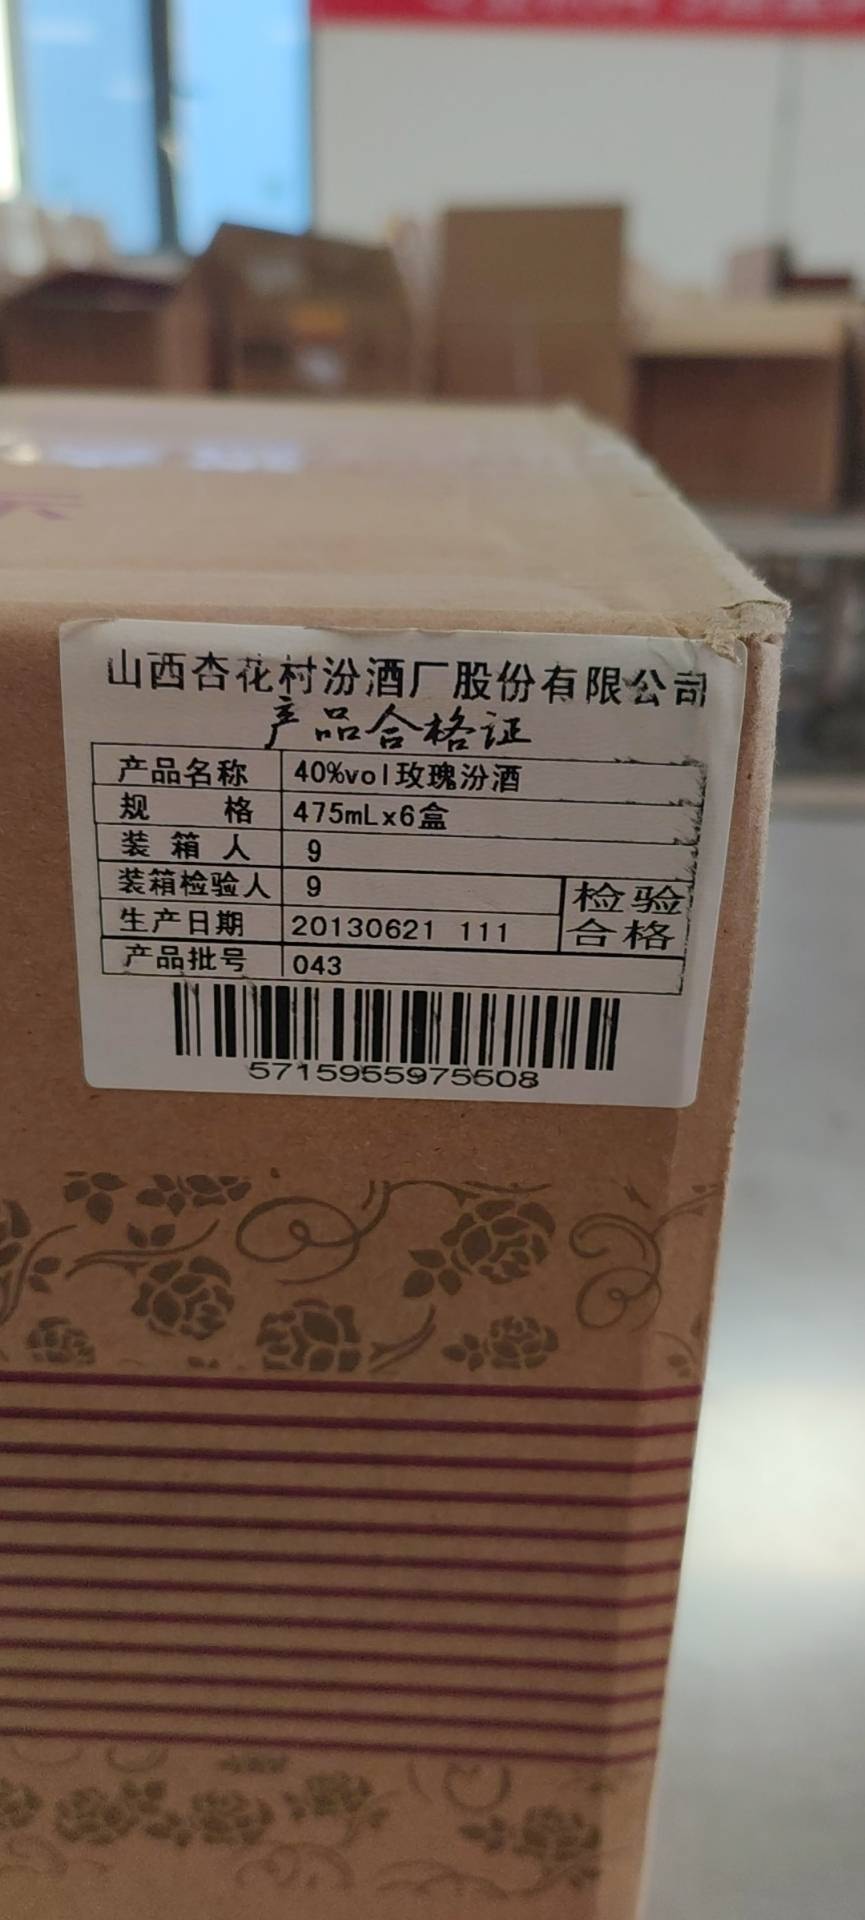 山西杏花村汾酒厂股份有限公司
产品合格证
产品名称 40%vol玫瑰汾酒
规 格 475mLx6盒
装 箱 人 9
装箱检验人 9
检验合格
生产日期 20130621 111
产品批号 043
5715955975608